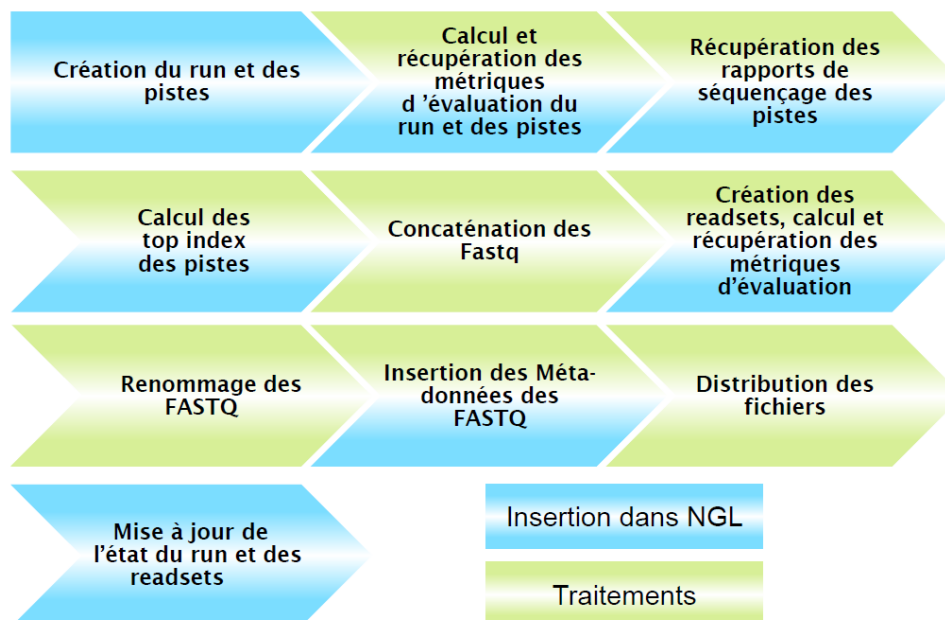 Création du run et des
pistes
Calcul et
récupération des
métriques
d ’évaluation du
run et des pistes
Récupération des
rapports de
séquençage des
pistes
Calcul des
top index
des pistes
Concaténation des
Fastq
Création des
readsets, calcul et
récupération des
métriques
d’évaluation
Renommage des
FASTQ
Insertion des Méta-
données des
FASTQ
Distribution des
fichiers
Mise à jour de
l’état du run et des
readsets
Insertion dans NGL
Traitements